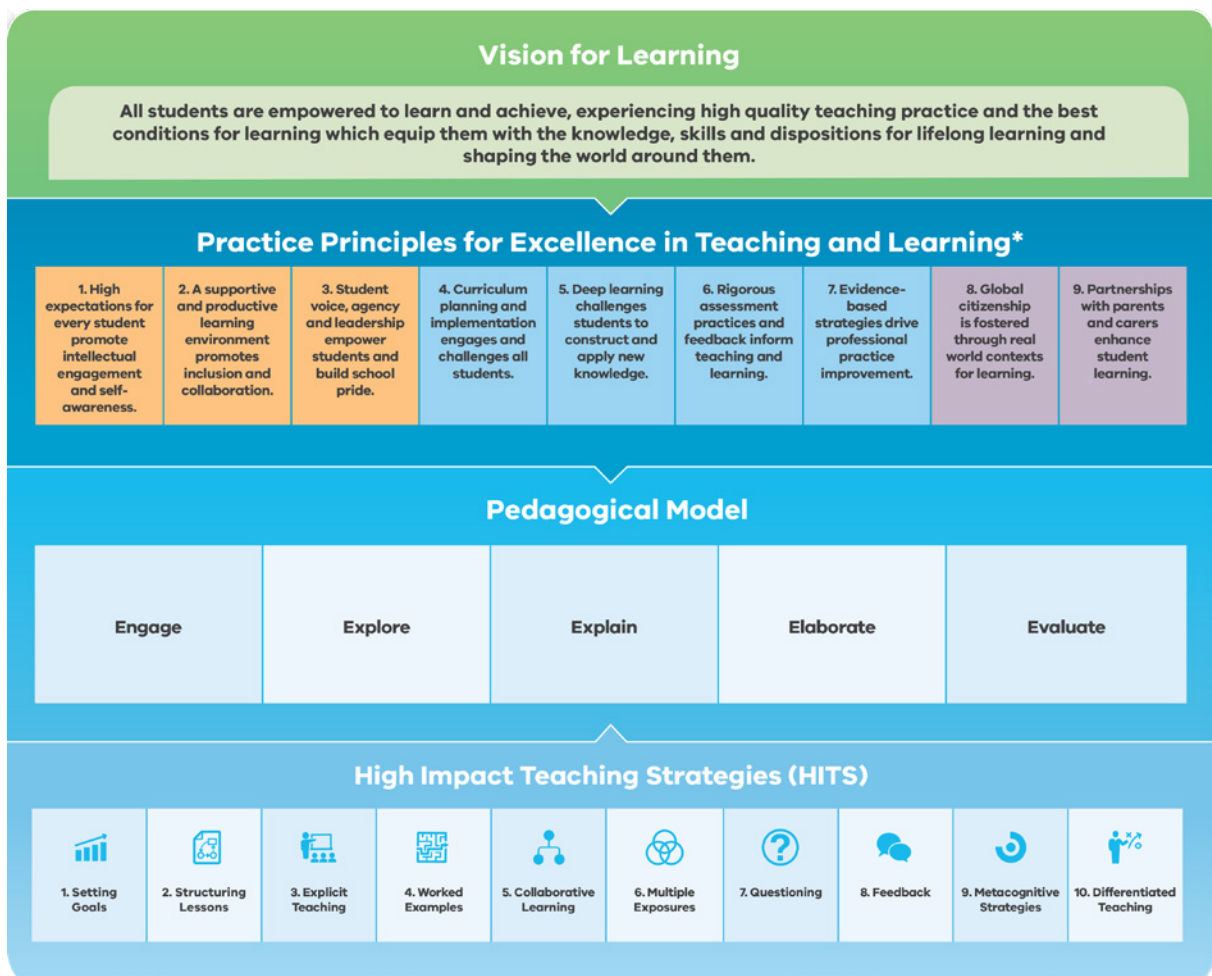 Vision for Learning
All students are empowered to learn and achieve, experiencing high quality teaching practice and the best
conditions for learning which equip them with the knowledge, skills and dispositions for lifelong learning and
shaping the world around them.
Practice Principles for Excellence in Teaching and Learning*
1. High
expectations for
every student
promote
intellectual
engagement
and self-
awareness.
2. A supportive
and productive
learning
environment
promotes
inclusion and
collaboration.
3. Student
voice, agency
and leadership
empower
students and
build school
pride.
4. Curriculum
planning and
implementation
engages and
challenges all
students.
5. Deep learning
challenges
students to
construct and
apply new
knowledge.
6. Rigorous
assessment
practices and
feedback inform
teaching and
learning.
7. Evidence-
based
strategies drive
professional
practice
improvement.
8. Global
citizenship
is fostered
through real
world contexts
for learning.
9. Partnerships
with parents
and carers
enhance
student
learning.
Pedagogical Model
Engage
Explore
Explain
Elaborate
Evaluate
High Impact Teaching Strategies (HITS)
1. Setting
Goals
2. Structuring
Lessons
3. Explicit
Teaching
4. Worked
Examples
5. Collaborative
Learning
6. Multiple
Exposures
7. Questioning
8. Feedback
9. Metacognitive
Strategies
10. Differentiated
Teaching